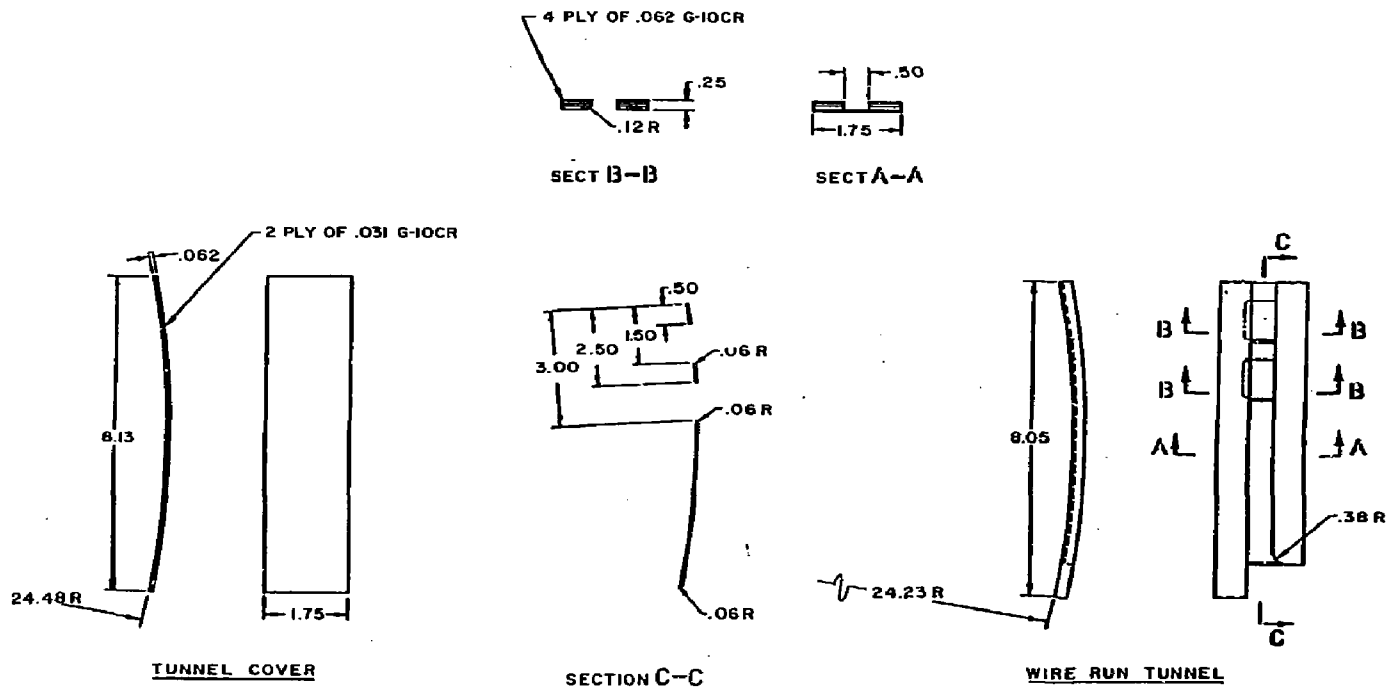 4 PLY OF .062 G-10CR
.50
.25
.12 R
1.75
SECT B-B
SECT A-A
2 PLY OF .031 G-10CR
.062
C
.50
1.50
2.50
3.00
.06 R
B
B
B
B
.06 R
8.13
8.05
A
A
.38 R
24.48 R
1.75
.06 R
24.23 R
C
TUNNEL COVER
SECTION C-C
WIRE RUN TUNNEL